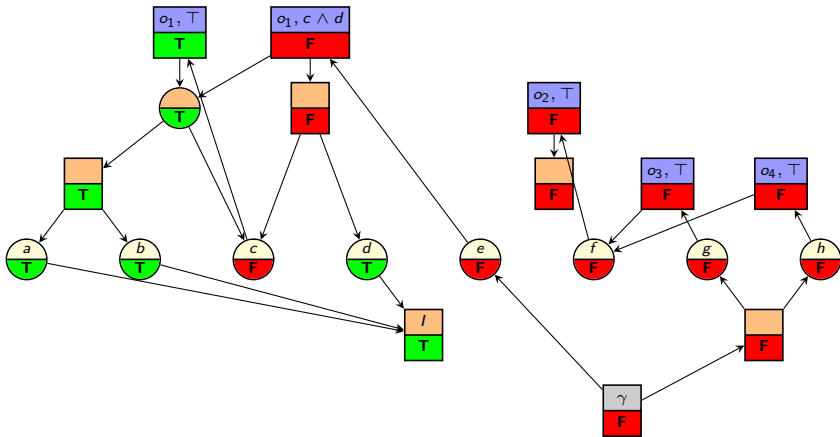 o₁, ⊤
T
o₁, c ∧ d
F
T
F
o₂, ⊤
F
T
F
o₃, ⊤
F
o₄, ⊤
F
a
T
b
T
c
F
d
T
e
F
f
F
g
F
h
F
I
T
F
γ
F